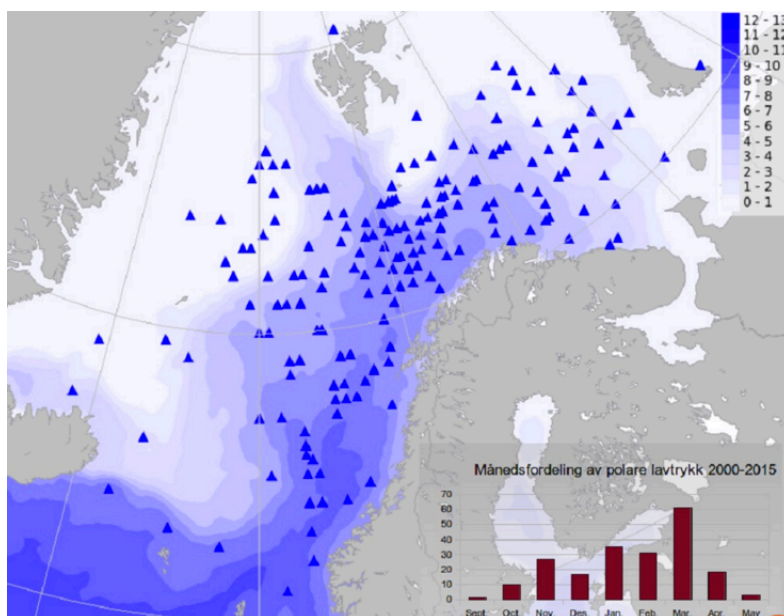 12 - 13
11 - 12
10 - 11
9 - 10
8 - 9
7 - 8
6 - 7
5 - 6
4 - 5
3 - 4
2 - 3
1 - 2
0 - 1
Månedsfordeling av polare lavtrykk 2000-2015
70
60
50
40
30
20
10
0
Sept. Oct. Nov. Des. Jan. Feb. Mar. Apr. May